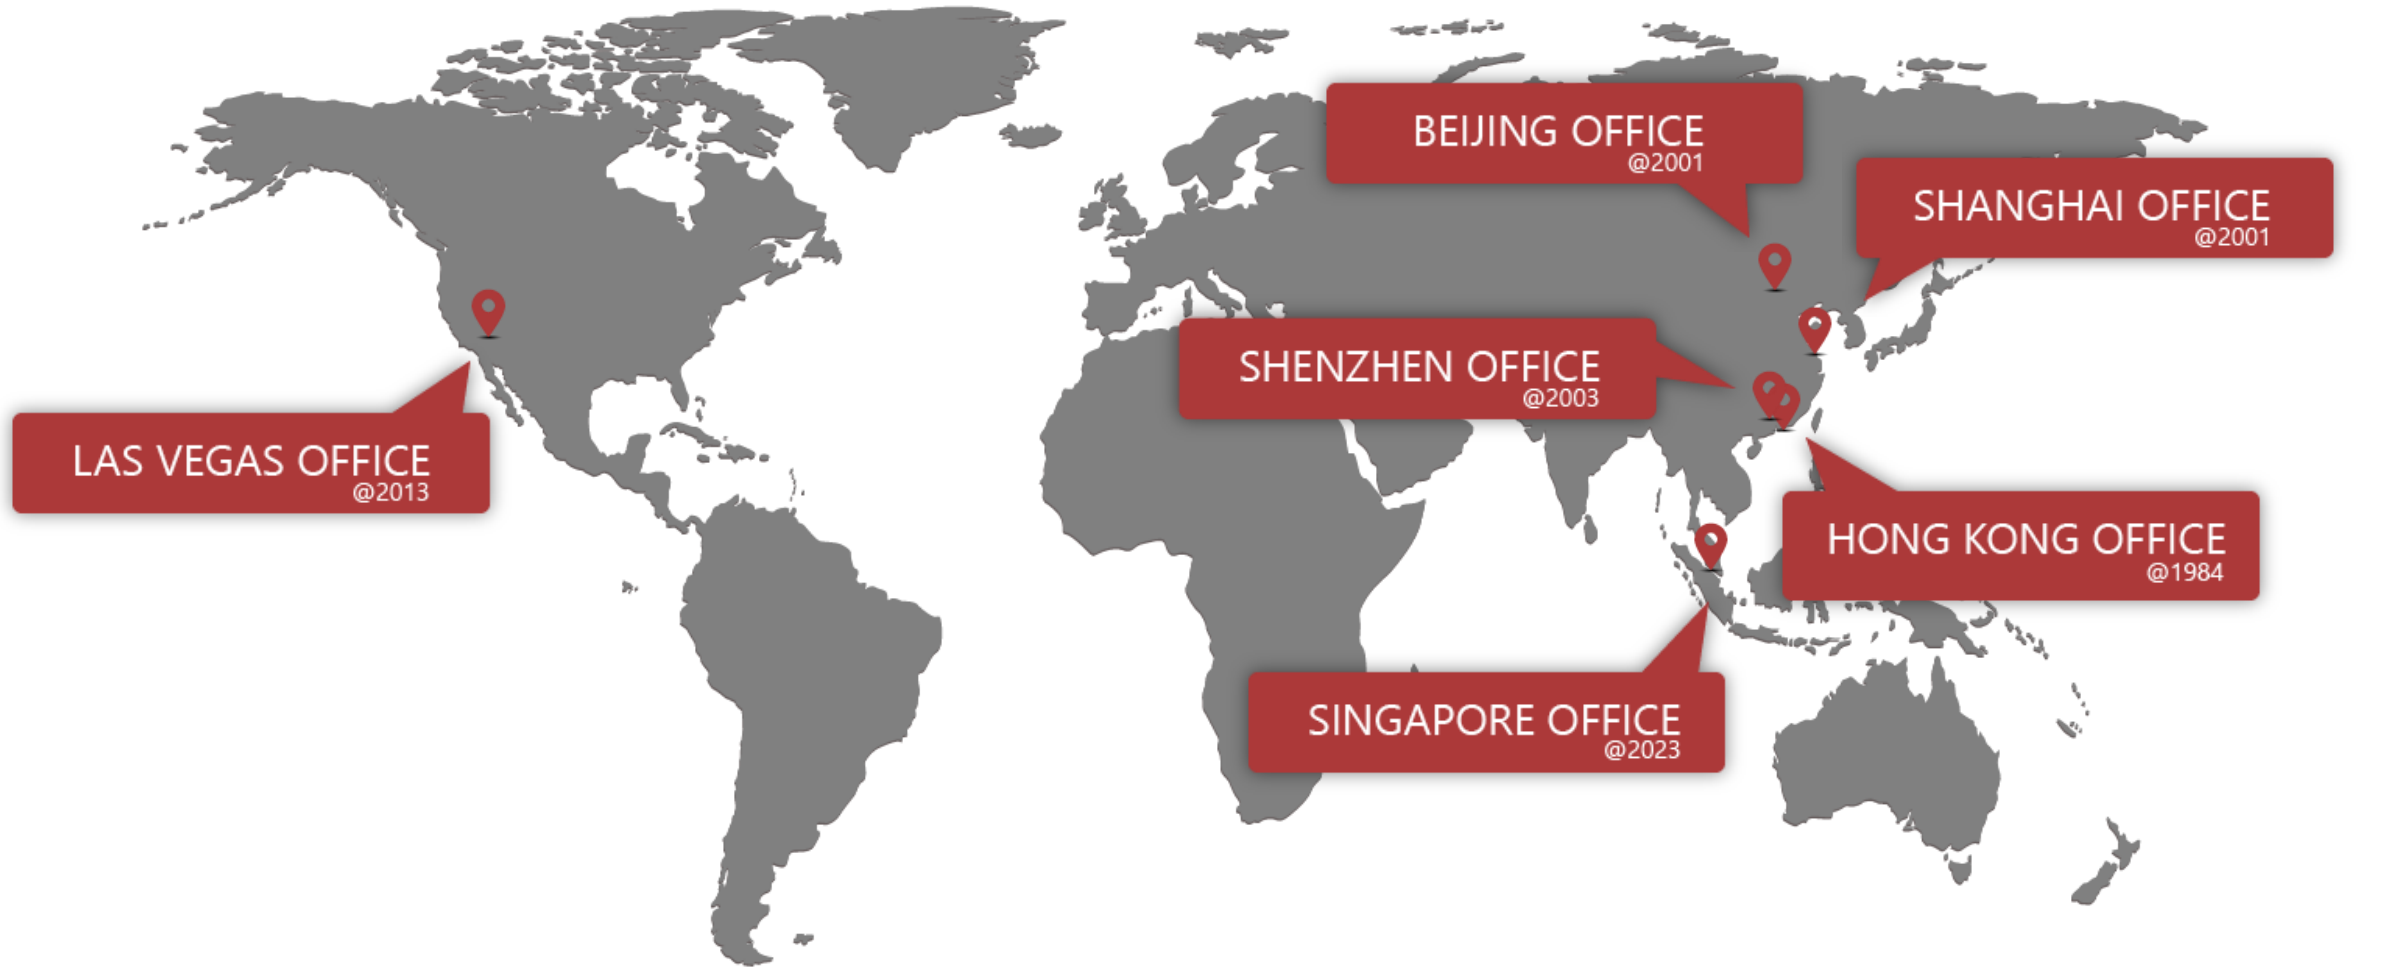 BEIJING OFFICE
@2001
SHANGHAI OFFICE
@2001
SHENZHEN OFFICE
@2003
LAS VEGAS OFFICE
@2013
HONG KONG OFFICE
@1984
SINGAPORE OFFICE
@2023